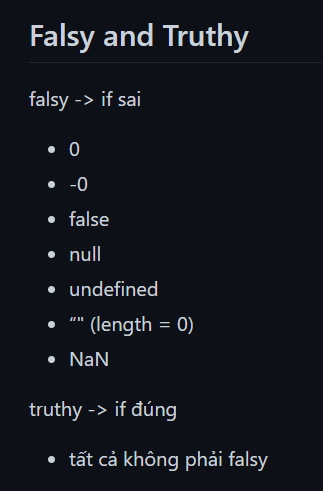 Falsy and Truthy
falsy -> if sai
• 0
• -0
• false
• null
• undefined
• “" (length = 0)
• NaN
truthy -> if đúng
• tất cả không phải falsy